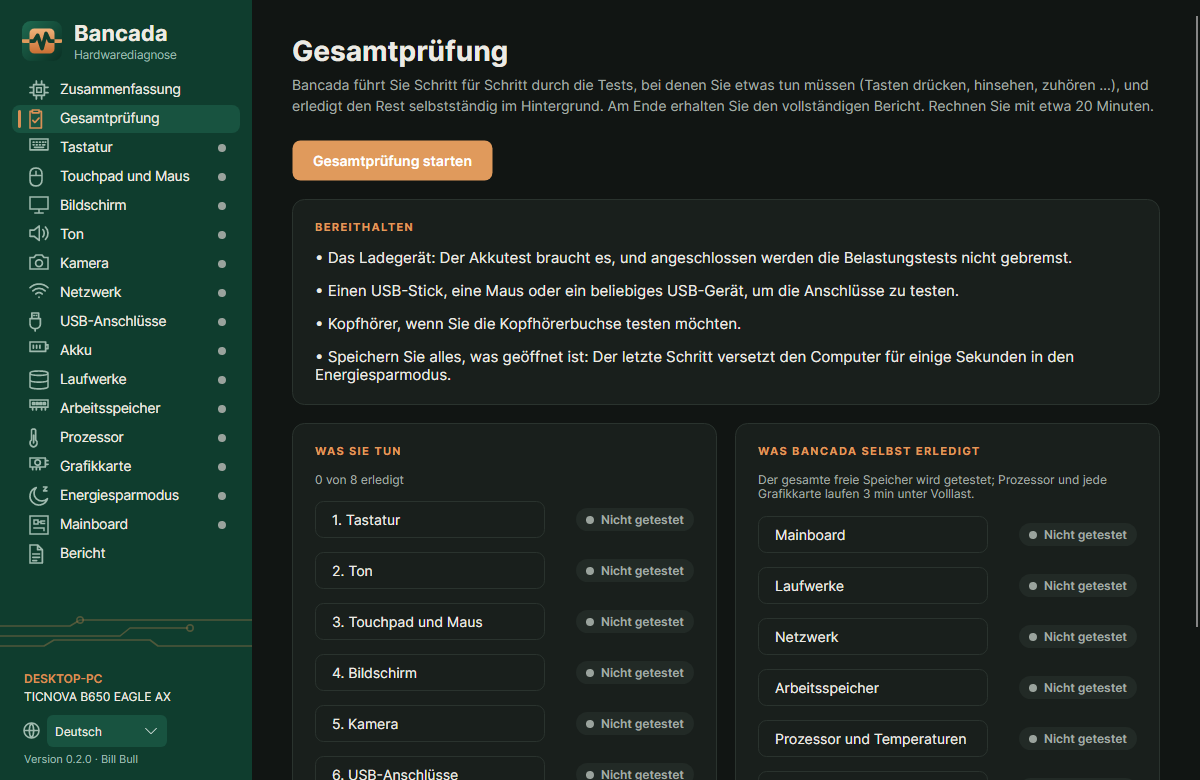 Bancada
Hardwarediagnose
Zusammenfassung
Gesamtprüfung
Tastatur
Touchpad und Maus
Bildschirm
Ton
Kamera
Netzwerk
USB-Anschlüsse
Akku
Laufwerke
Arbeitsspeicher
Prozessor
Grafikkarte
Energiesparmodus
Mainboard
Bericht
DESKTOP-PC
TICNOVA B650 EAGLE AX
Deutsch
Version 0.2.0 · Bill Bull
Gesamtprüfung
Bancada führt Sie Schritt für Schritt durch die Tests, bei denen Sie etwas tun müssen (Tasten drücken, hinsehen, zuhören ...), und
erledigt den Rest selbstständig im Hintergrund. Am Ende erhalten Sie den vollständigen Bericht. Rechnen Sie mit etwa 20 Minuten.
Gesamtprüfung starten
BEREITHALTEN
• Das Ladegerät: Der Akkutest braucht es, und angeschlossen werden die Belastungstests nicht gebremst.
• Einen USB-Stick, eine Maus oder ein beliebiges USB-Gerät, um die Anschlüsse zu testen.
• Kopfhörer, wenn Sie die Kopfhörerbuchse testen möchten.
• Speichern Sie alles, was geöffnet ist: Der letzte Schritt versetzt den Computer für einige Sekunden in den
Energiesparmodus.
WAS SIE TUN
0 von 8 erledigt
1. Tastatur
Nicht getestet
2. Ton
Nicht getestet
3. Touchpad und Maus
Nicht getestet
4. Bildschirm
Nicht getestet
5. Kamera
Nicht getestet
6. USB-Anschlüsse
Nicht getestet
WAS BANCADA SELBST ERLEDIGT
Der gesamte freie Speicher wird getestet; Prozessor und jede
Grafikkarte laufen 3 min unter Volllast.
Mainboard
Nicht getestet
Laufwerke
Nicht getestet
Netzwerk
Nicht getestet
Arbeitsspeicher
Nicht getestet
Prozessor und Temperaturen
Nicht getestet